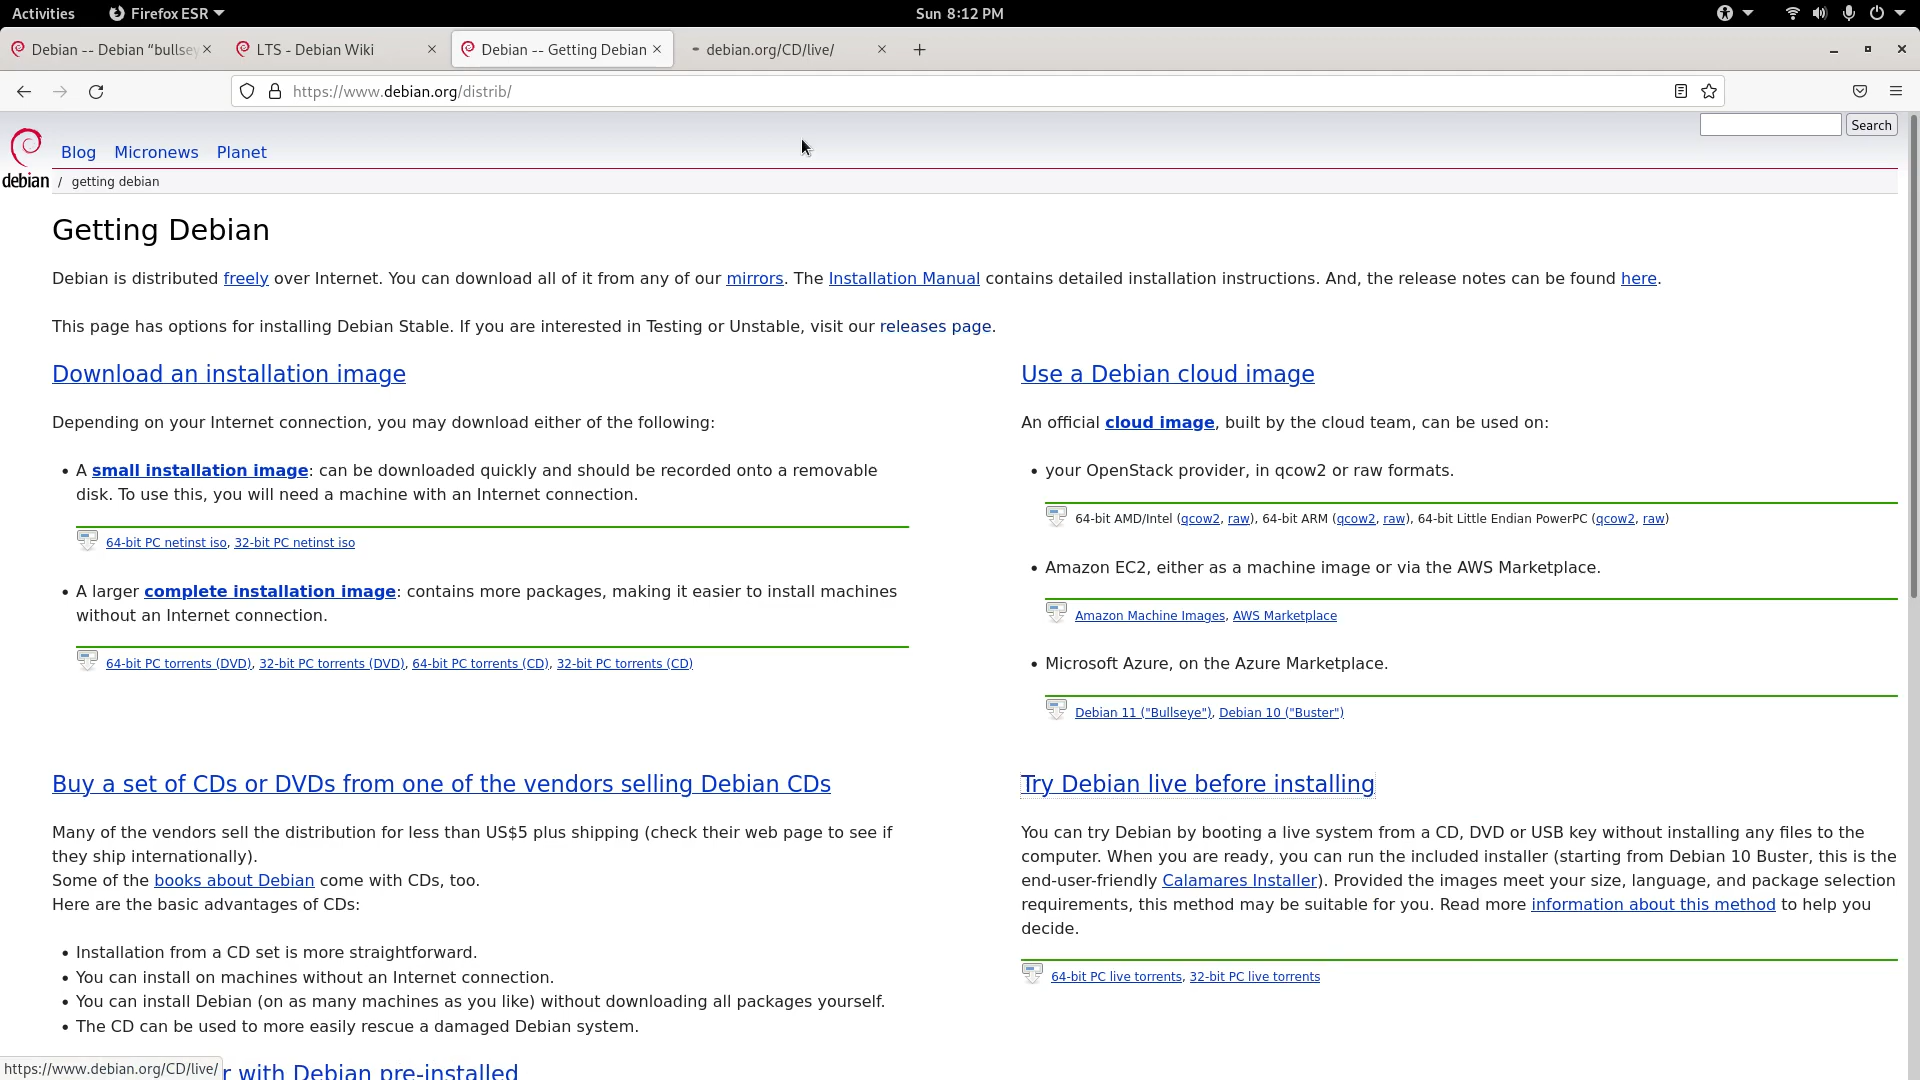 Activities
Firefox ESR
Sun 8:12 PM
Debian -- Debian “bullse
LTS - Debian Wiki
Debian -- Getting Debian
debian.org/CD/live/
https://www.debian.org/distrib/
Search
debian
Blog
Micronews
Planet
/ getting debian
Getting Debian
Debian is distributed freely over Internet. You can download all of it from any of our mirrors. The Installation Manual contains detailed installation instructions. And, the release notes can be found here.
This page has options for installing Debian Stable. If you are interested in Testing or Unstable, visit our releases page.
Download an installation image
Depending on your Internet connection, you may download either of the following:
• A small installation image: can be downloaded quickly and should be recorded onto a removable
disk. To use this, you will need a machine with an Internet connection.
64-bit PC netinst iso, 32-bit PC netinst iso
• A larger complete installation image: contains more packages, making it easier to install machines
without an Internet connection.
64-bit PC torrents (DVD), 32-bit PC torrents (DVD), 64-bit PC torrents (CD), 32-bit PC torrents (CD)
Use a Debian cloud image
An official cloud image, built by the cloud team, can be used on:
• your OpenStack provider, in qcow2 or raw formats.
64-bit AMD/Intel (qcow2, raw), 64-bit ARM (qcow2, raw), 64-bit Little Endian PowerPC (qcow2, raw)
• Amazon EC2, either as a machine image or via the AWS Marketplace.
Amazon Machine Images, AWS Marketplace
• Microsoft Azure, on the Azure Marketplace.
Debian 11 ("Bullseye"), Debian 10 ("Buster")
Buy a set of CDs or DVDs from one of the vendors selling Debian CDs
Many of the vendors sell the distribution for less than US$5 plus shipping (check their web page to see if
they ship internationally).
Some of the books about Debian come with CDs, too.
Here are the basic advantages of CDs:
• Installation from a CD set is more straightforward.
• You can install on machines without an Internet connection.
• You can install Debian (on as many machines as you like) without downloading all packages yourself.
• The CD can be used to more easily rescue a damaged Debian system.
Try Debian live before installing
You can try Debian by booting a live system from a CD, DVD or USB key without installing any files to the
computer. When you are ready, you can run the included installer (starting from Debian 10 Buster, this is the
end-user-friendly Calamares Installer). Provided the images meet your size, language, and package selection
requirements, this method may be suitable for you. Read more information about this method to help you
decide.
64-bit PC live torrents, 32-bit PC live torrents
r with Debian pre-installed
https://www.debian.org/CD/live/